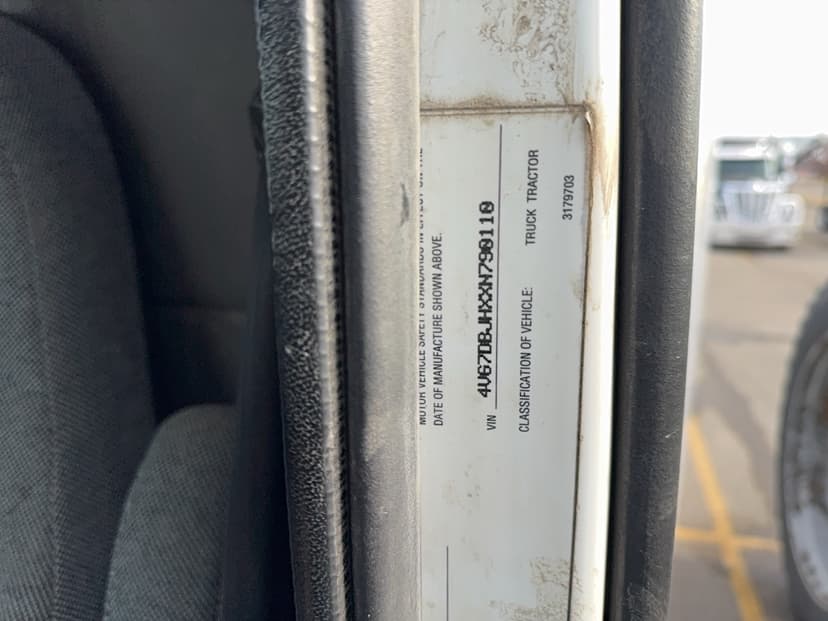 MOTOR VEHICLE SAFETY STANDARDS IN EFFECT ON THE
DATE OF MANUFACTURE SHOWN ABOVE.
VIN 4V67DBJHXXN790110
CLASSIFICATION OF VEHICLE: TRUCK TRACTOR
3179703